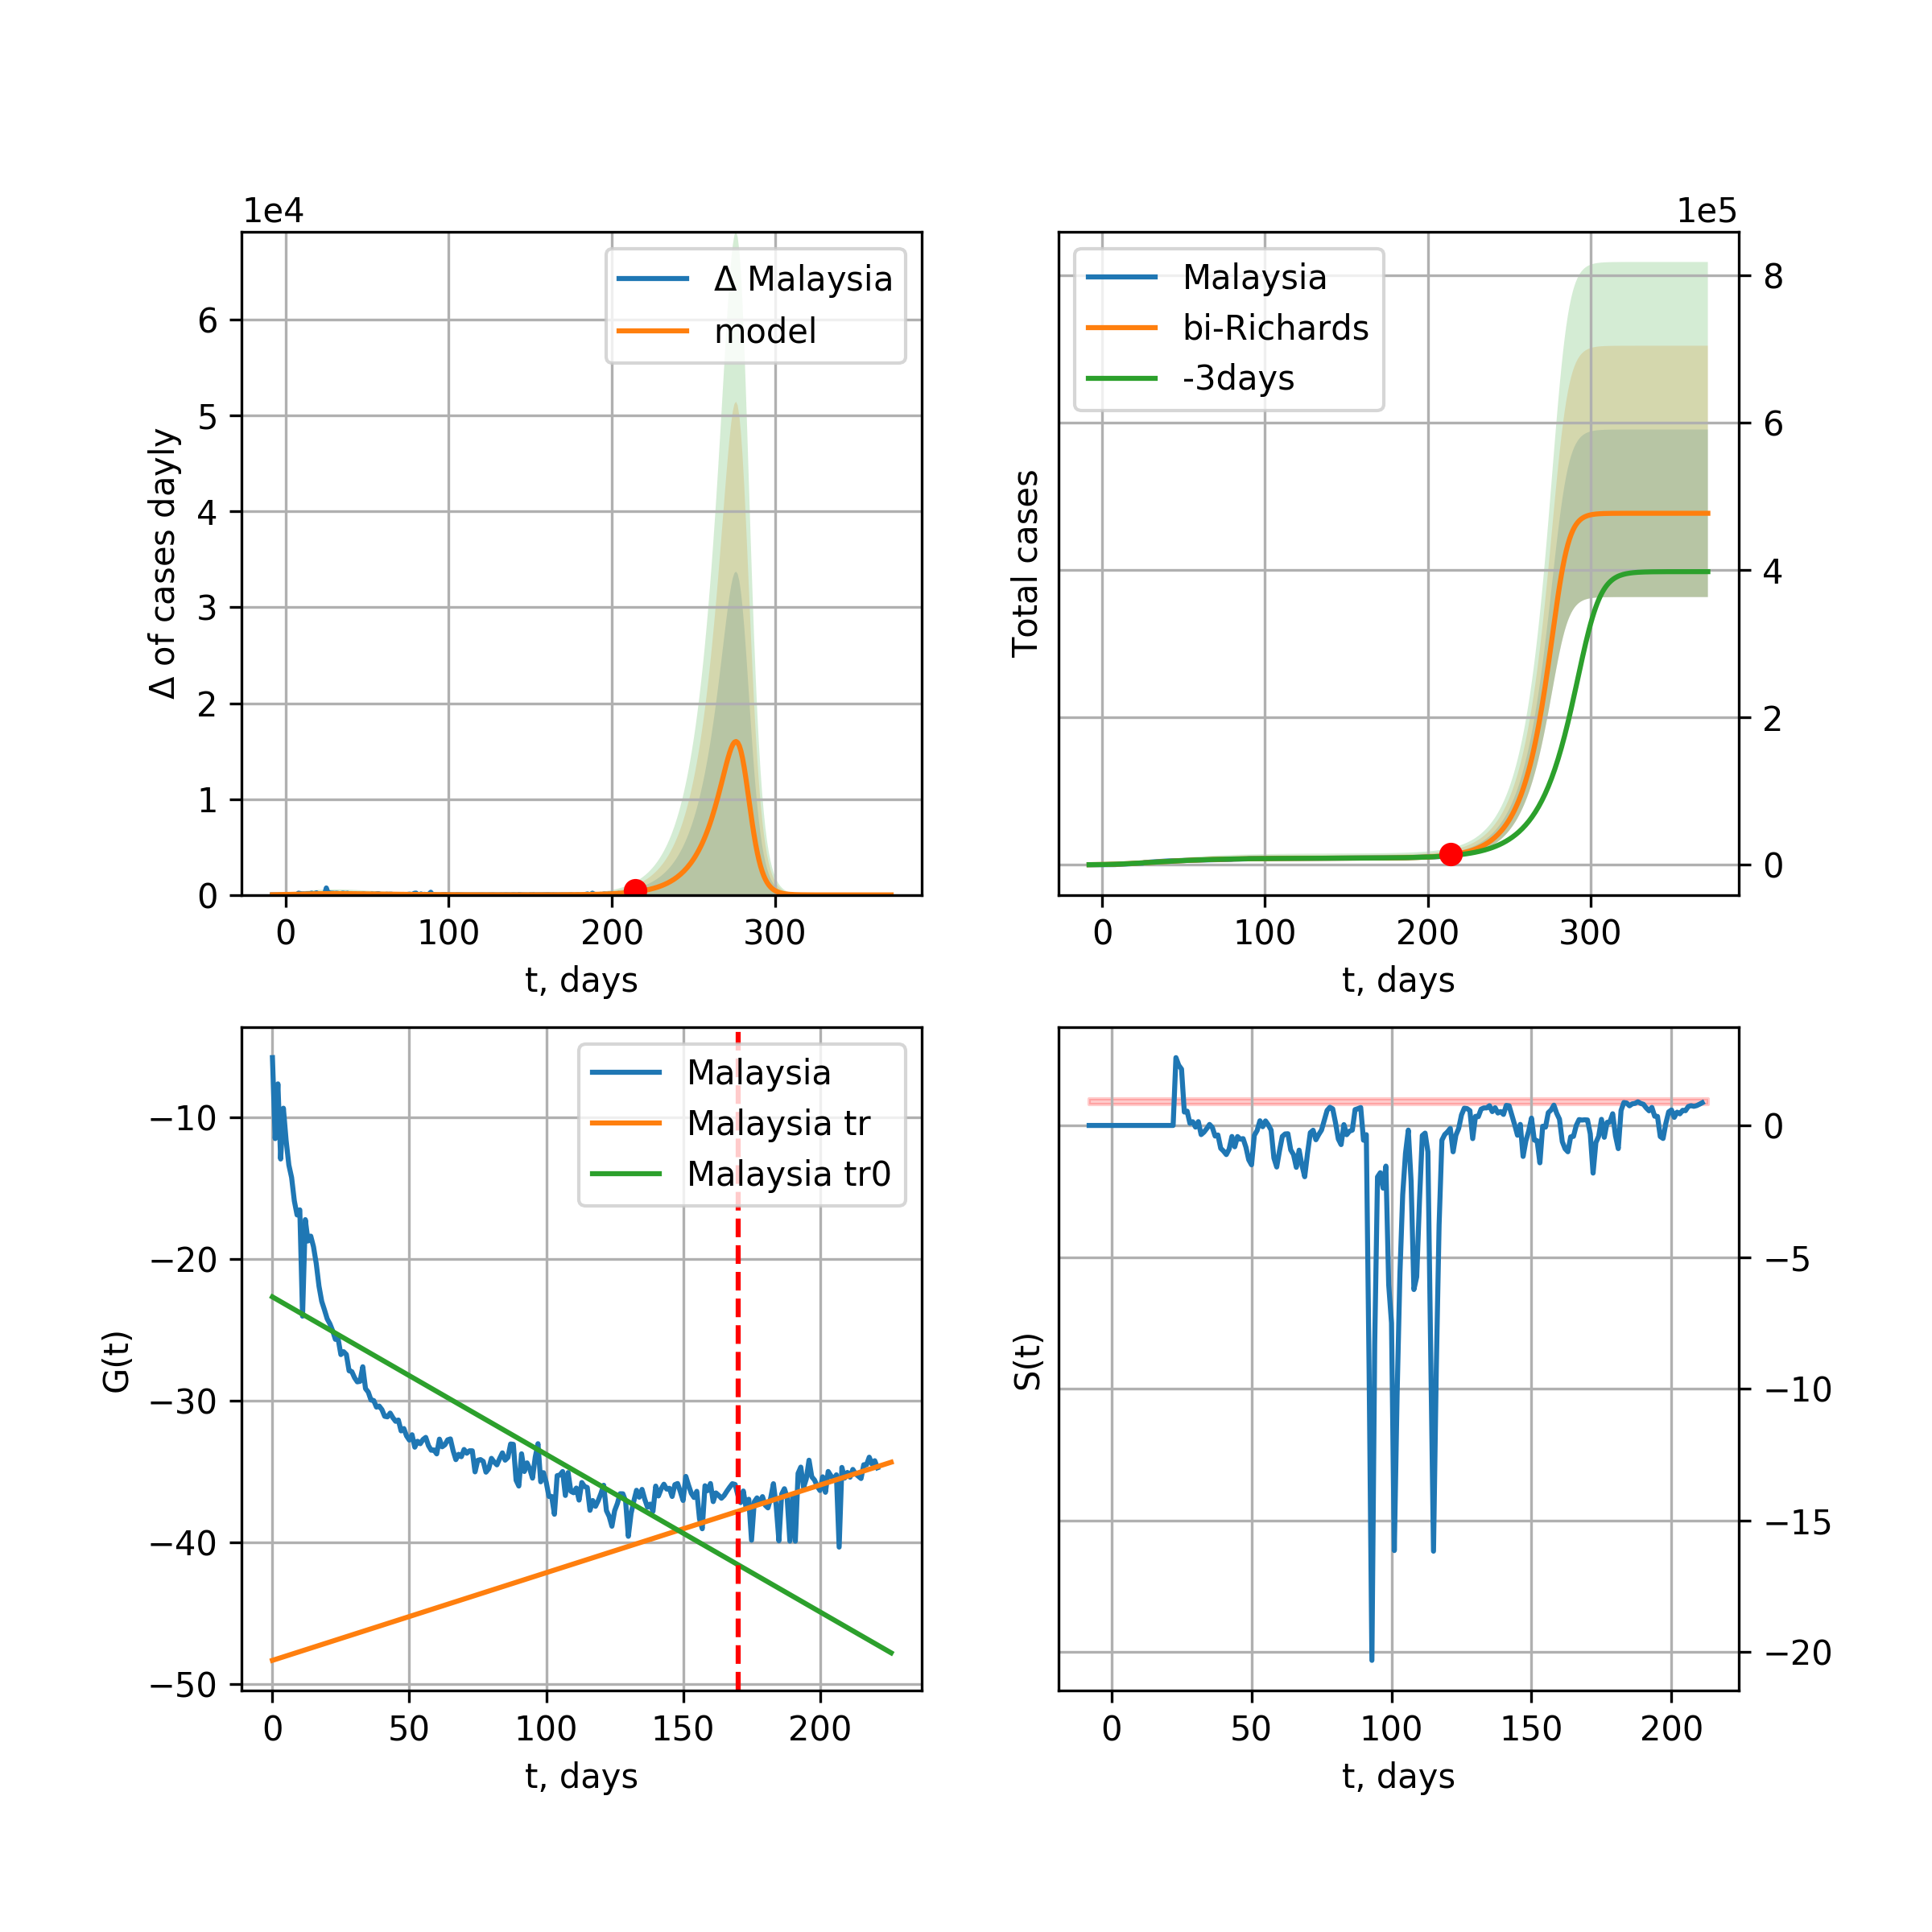 1e4
Δ of cases dayly
6
5
4
3
2
1
0
Δ Malaysia
model
0 100 200 300
t, days
1e5
Total cases
Malaysia
bi-Richards
-3days
8
6
4
2
0
0 100 200 300
t, days
G(t)
−10
−20
−30
−40
−50
Malaysia
Malaysia tr
Malaysia tr0
0 50 100 150 200
t, days
S(t)
0
−5
−10
−15
−20
0 50 100 150 200
t, days